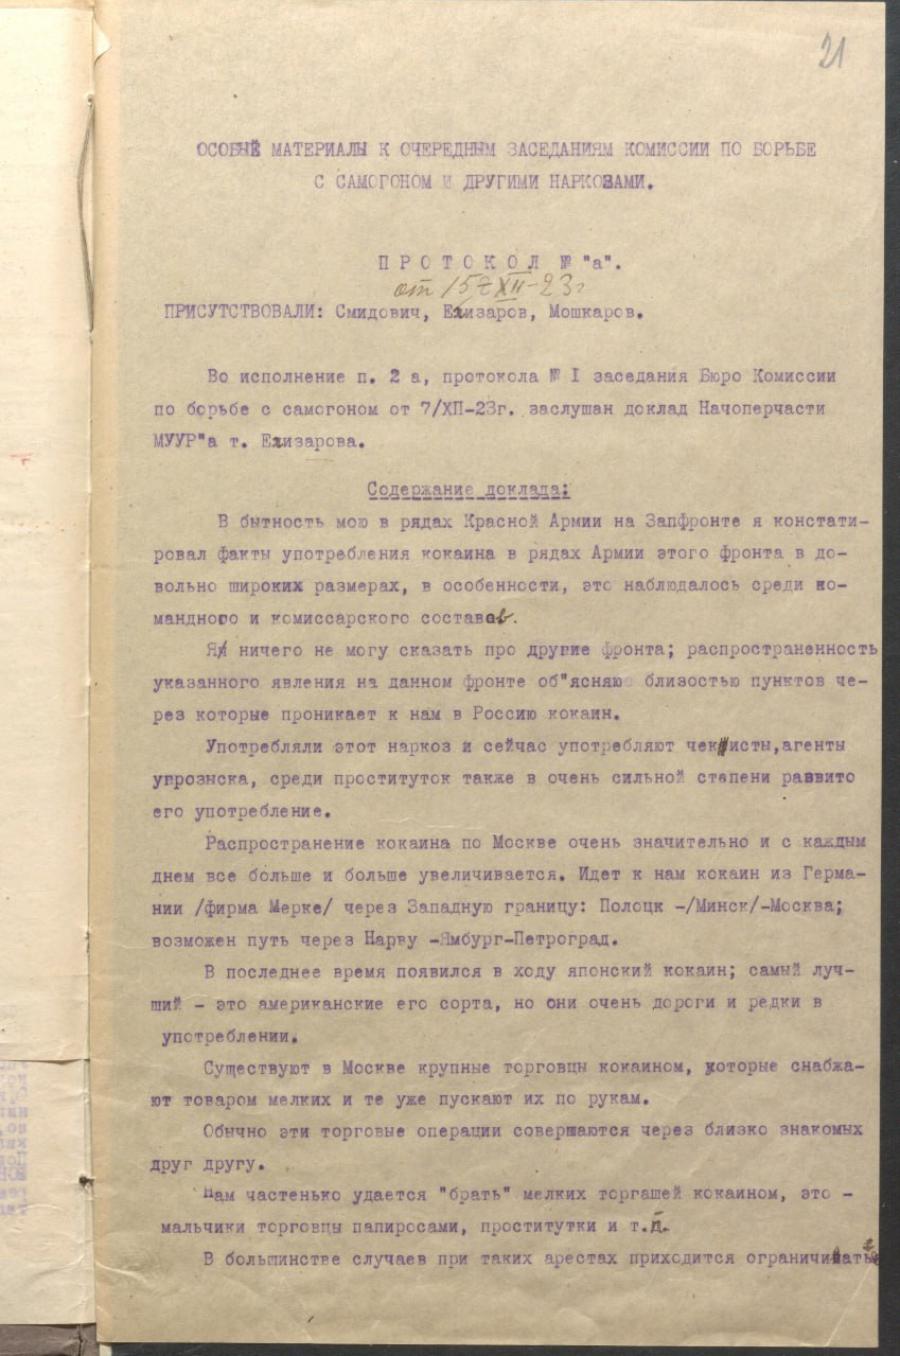 21
ОСОБЫЕ МАТЕРИАЛЫ К ОЧЕРЕДНЫМ ЗАСЕДАНИЯМ КОМИССИИ ПО БОРЬБЕ
С САМОГОНОМ И ДРУГИМИ НАРКОЗАМИ.
П Р О Т О К О Л № "а".
от 15/XII-23г
ПРИСУТСТВОВАЛИ: Смидович, Елизаров, Мошкаров.
Во исполнение п. 2 а, протокола № I заседания Бюро Комиссии
по борьбе с самогоном от 7/ХП-23г. заслушан доклад Начоперчасти
МУУР"а т. Елизарова.
Содержание доклада:
В бытность мою в рядах Красной Армии на Запфронте я констати-
ровал факты употребления кокаина в рядах Армии этого фронта в до-
вольно широких размерах, в особенности, это наблюдалось среди ко-
мандного и комиссарского составов.
Я ничего не могу сказать про другие фронта; распространенность
указанного явления на данном фронте об"ясняю близостью пунктов че-
рез которые проникает к нам в Россию кокаин.
Употребляли этот наркоз и сейчас употребляют чекисты,агенты
угрозыска, среди проституток также в очень сильной степени развито
его употребление.
Распространение кокаина по Москве очень значительно и с каждым
днем все больше и больше увеличивается. Идет к нам кокаин из Герма-
нии /фирма Мерке/ через Западную границу: Полоцк -/Минск/-Москва;
возможен путь через Нарву -Ямбург-Петроград.
В последнее время появился в ходу японский кокаин; самый луч-
ший - это американские его сорта, но они очень дороги и редки в
употреблении.
Существуют в Москве крупные торговцы кокаином, которые снабжа-
ют товаром мелких и те уже пускают их по рукам.
Обычно эти торговые операции совершаются через близко знакомых
друг другу.
Нам частенько удается "брать" мелких торгашей кокаином, это -
мальчики торговцы папиросами, проститутки и т.д.
В большинстве случаев при таких арестах приходится ограничивать